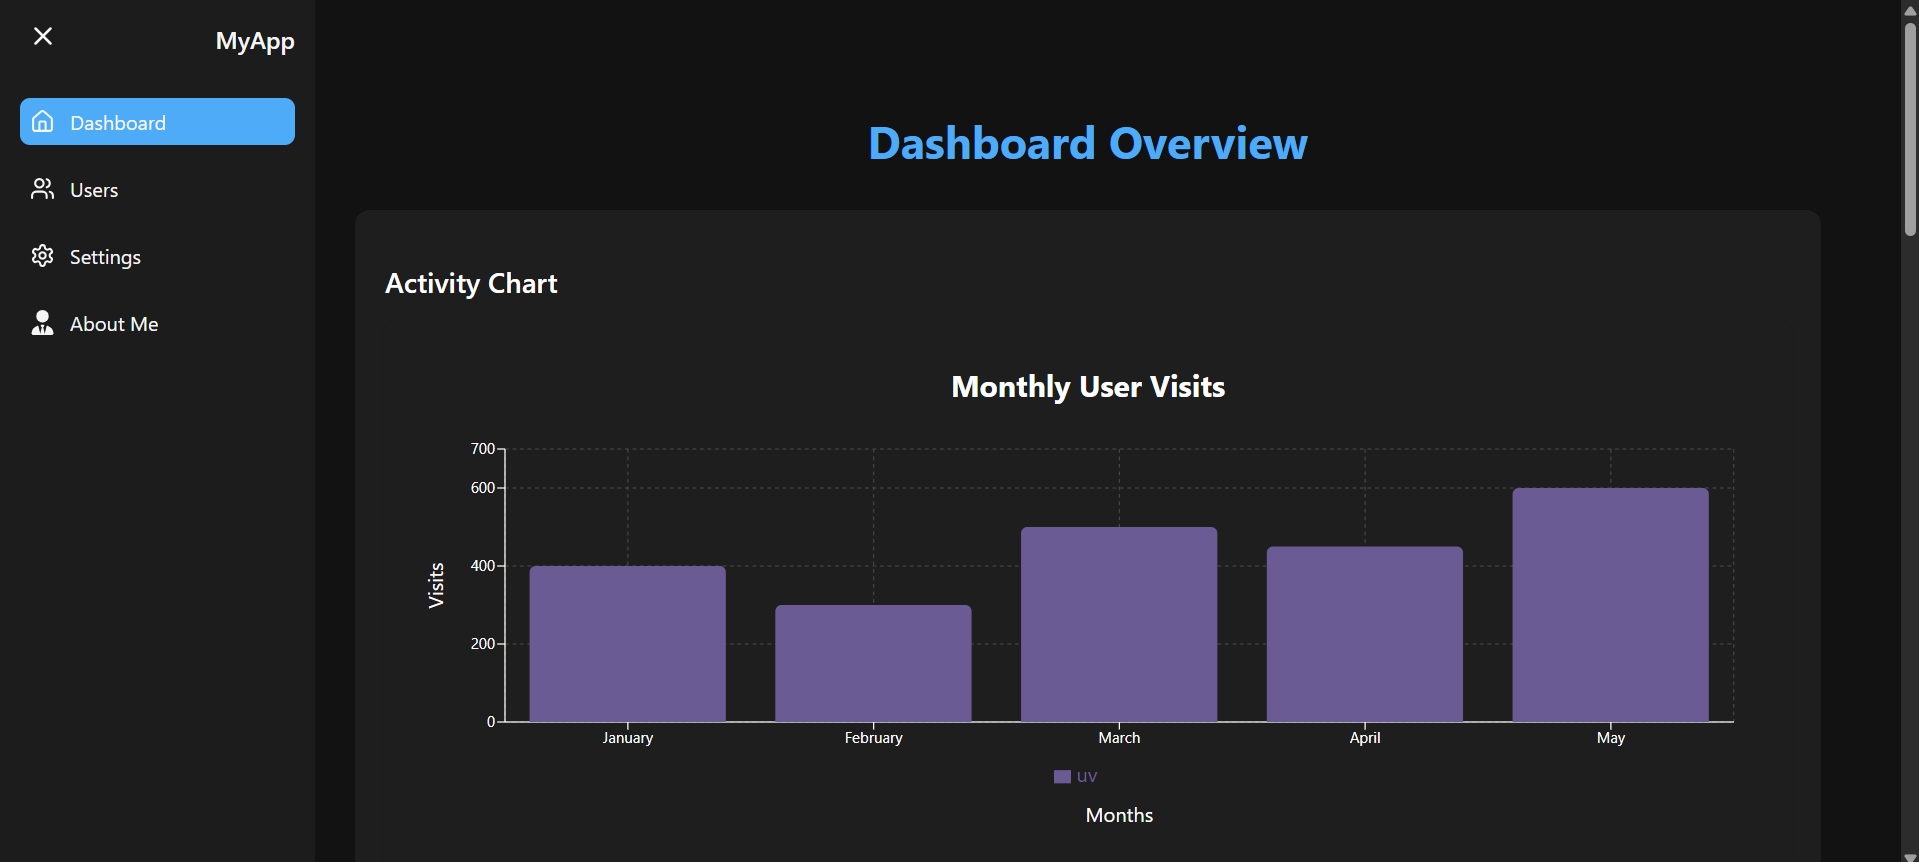 MyApp
Dashboard
Users
Settings
About Me
Dashboard Overview
Activity Chart
Monthly User Visits
700
600
400
200
0
Visits
January February March April May
uv
Months